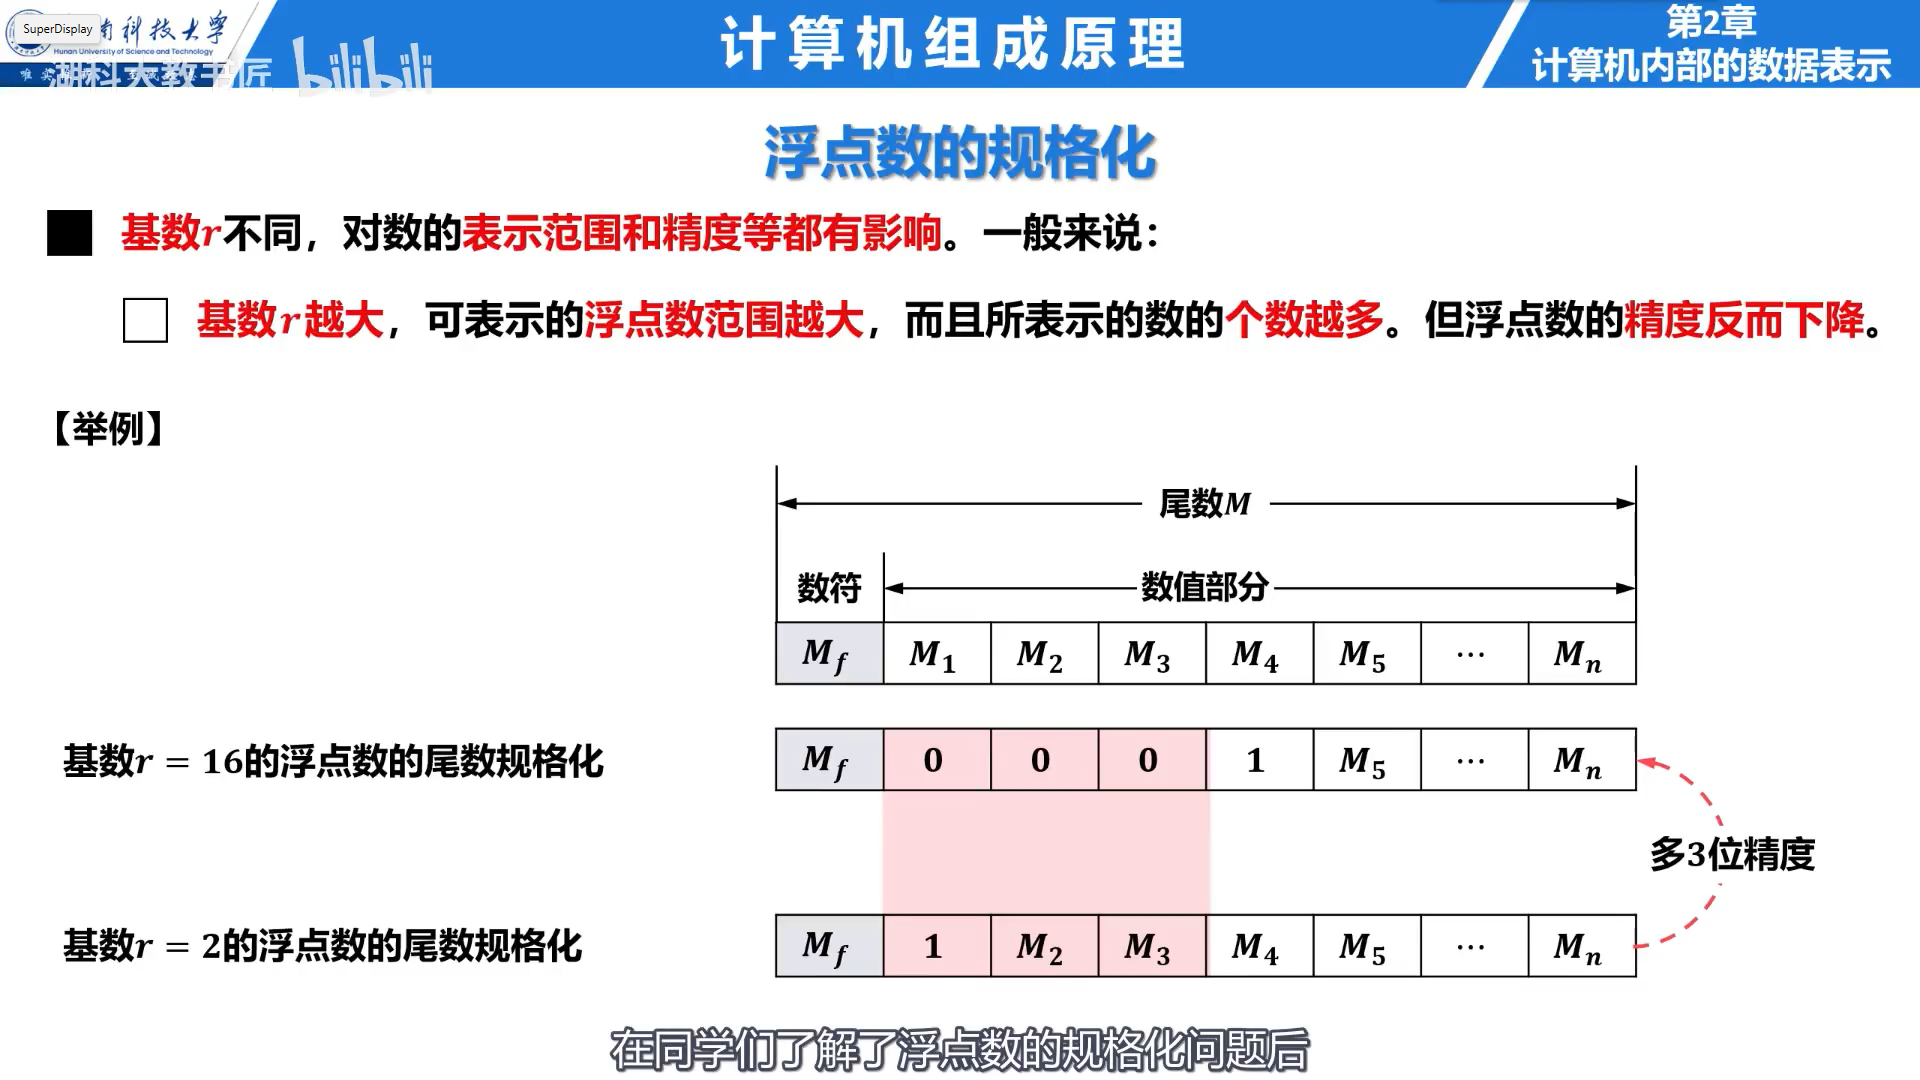 SuperDisplay
南科技大学
Hunan University of Science and Technology
湖科大教书匠 bilibili
计算机组成原理
第2章
计算机内部的数据表示
浮点数的规格化
基数r不同，对数的表示范围和精度等都有影响。一般来说：
基数r越大，可表示的浮点数范围越大，而且所表示的数的个数越多。但浮点数的精度反而下降。
【举例】
尾数M
数符 数值部分
M_f M_1 M_2 M_3 M_4 M_5 ⋯ M_n
基数r = 16的浮点数的尾数规格化 M_f 0 0 0 1 M_5 ⋯ M_n
多3位精度
基数r = 2的浮点数的尾数规格化 M_f 1 M_2 M_3 M_4 M_5 ⋯ M_n
在同学们了解了浮点数的规格化问题后